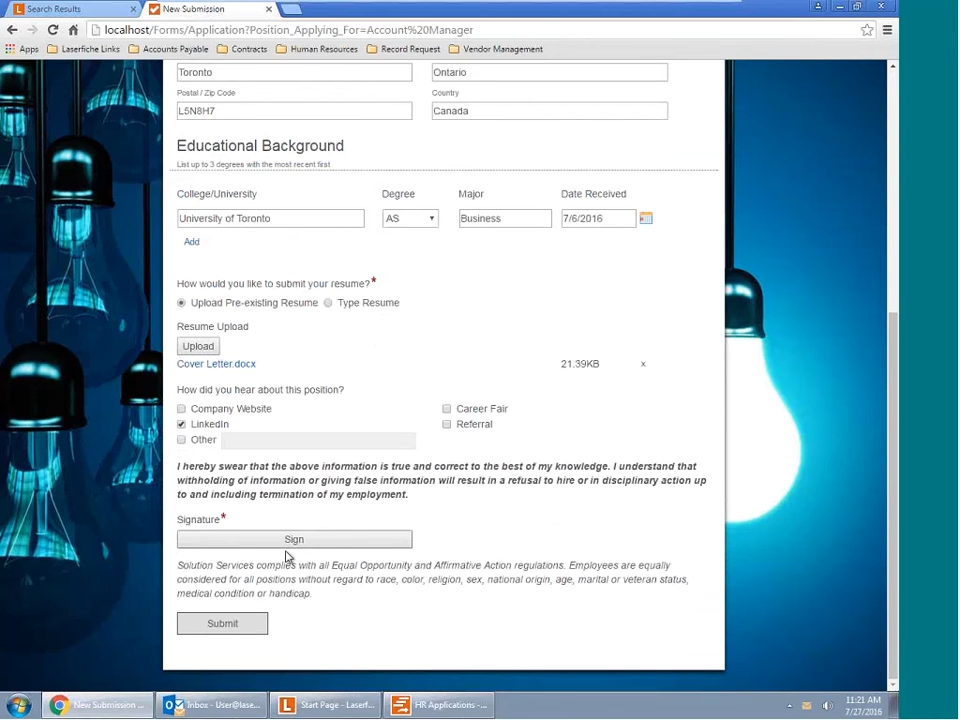 Search Results
New Submission
localhost/Forms/Application?Position_Applying_For=Account%20Manager
Apps Laserfiche Links Accounts Payable Contracts Human Resources Record Request Vendor Management
Toronto Ontario
Postal / Zip Code Country
L5N8H7 Canada
Educational Background
List up to 3 degrees with the most recent first
College/University Degree Major Date Received
University of Toronto AS Business 7/6/2016
Add
How would you like to submit your resume?*
Upload Pre-existing Resume Type Resume
Resume Upload
Upload
Cover Letter.docx 21.39KB x
How did you hear about this position?
Company Website Career Fair
LinkedIn Referral
Other
I hereby swear that the above information is true and correct to the best of my knowledge. I understand that
withholding of information or giving false information will result in a refusal to hire or in disciplinary action up
to and including termination of my employment.
Signature*
Sign
Solution Services complies with all Equal Opportunity and Affirmative Action regulations. Employees are equally
considered for all positions without regard to race, color, religion, sex, national origin, age, marital or veteran status,
medical condition or handicap.
Submit
New Submission ... Inbox - User@lase... Start Page - Laserf... HR Applications -...
11:21 AM
7/27/2016